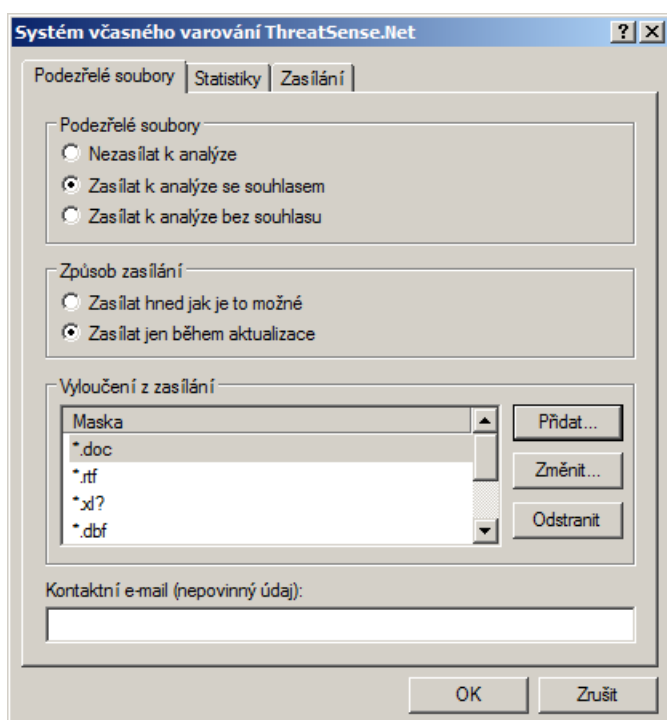 Systém včasného varování ThreatSense.Net
Podezřelé soubory Statistiky Zasílání
Podezřelé soubory
Nezasílat k analýze
Zasílat k analýze se souhlasem
Zasílat k analýze bez souhlasu
Způsob zasílání
Zasílat hned jak je to možné
Zasílat jen během aktualizace
Vyloučení z zasílání
Maska
*.doc
*.rtf
*.xl?
*.dbf
Přidat...
Změnit...
Odstranit
Kontaktní e-mail (nepovinný údaj):
OK Zrušit